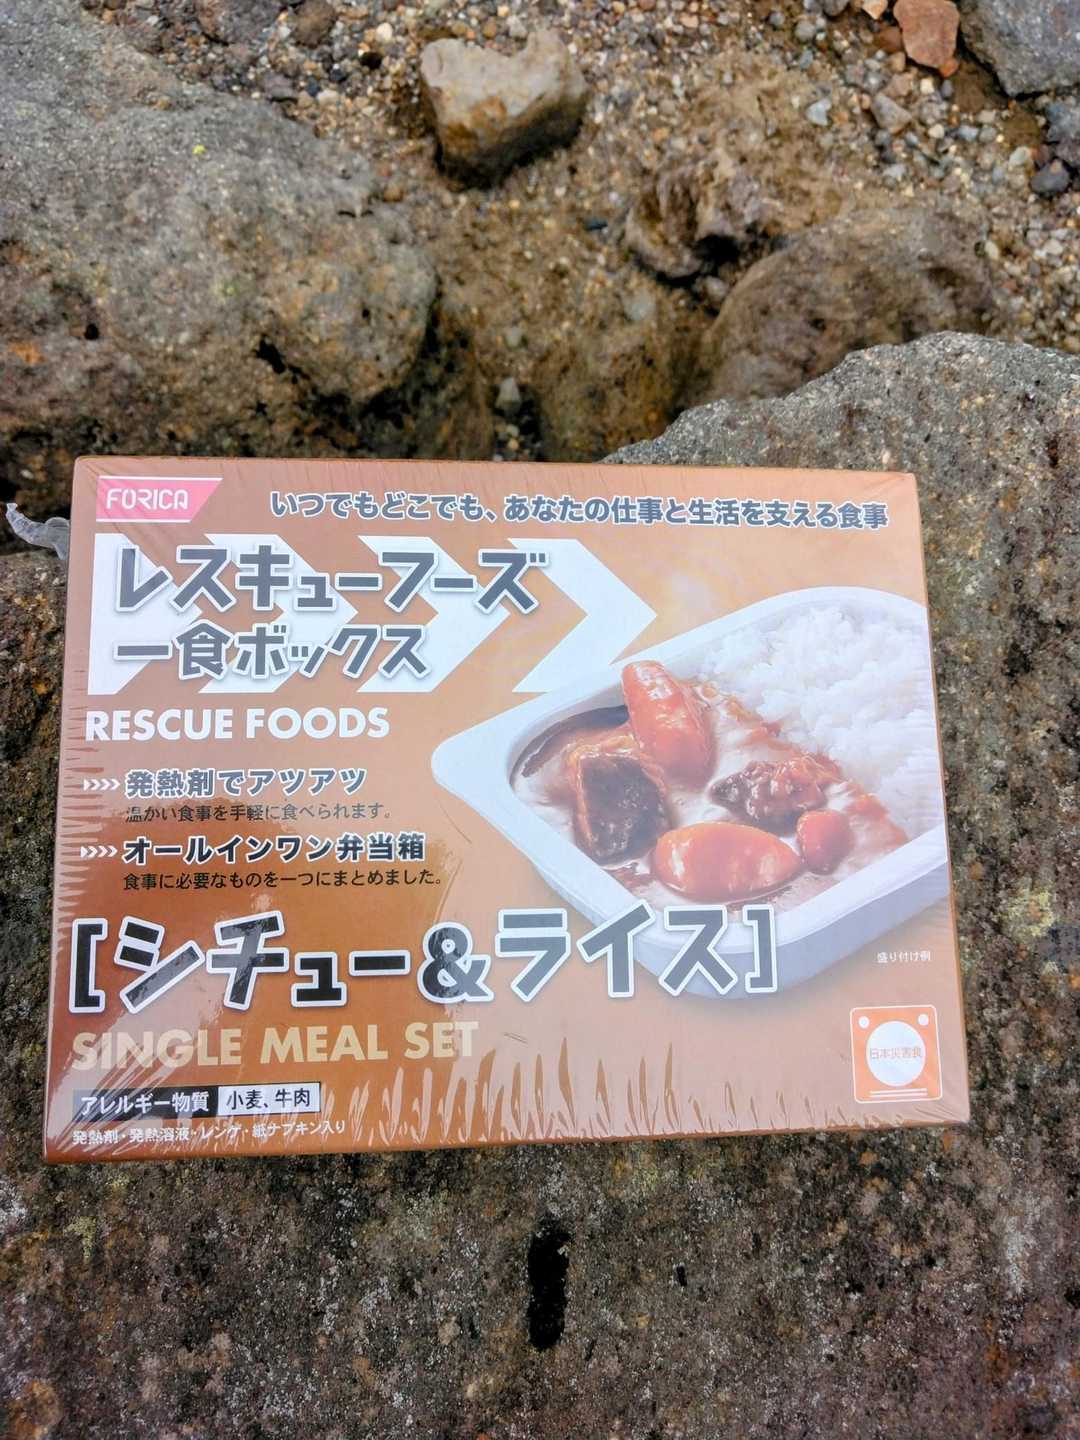 FORICA
いつでもどこでも、あなたの仕事と生活を支える食事
レスキューフーズ
一食ボックス
RESCUE FOODS
発熱剤でアツアツ
温かい食事を手軽に食べられます。
オールインワン弁当箱
食事に必要なものを一つにまとめました。
[シチュー&ライス]
盛り付け例
SINGLE MEAL SET
日本災害食
アレルギー物質 小麦、牛肉
発熱剤・発熱溶液・レンゲ・紙ナプキン入り